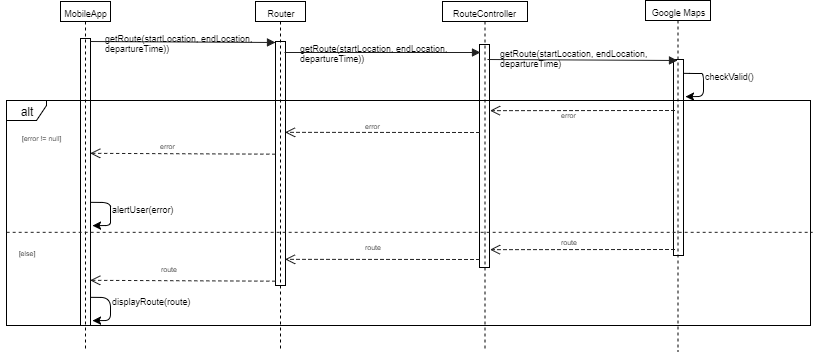 MobileApp
Router
RouteController
Google Maps
getRoute(startLocation, endLocation,
departureTime))
getRoute(startLocation, endLocation,
departureTime))
getRoute(startLocation, endLocation,
departureTime)
checkValid()
alt
error
error
[error != null]
error
alertUser(error)
route
route
[else]
route
displayRoute(route)